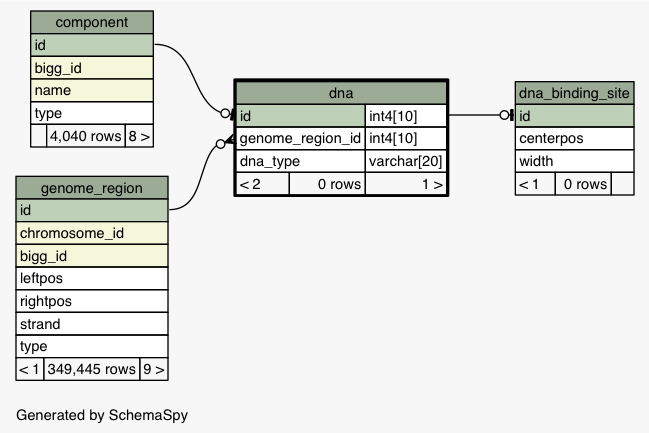 component
id
bigg_id
name
type
4,040 rows 8 >
genome_region
id
chromosome_id
bigg_id
leftpos
rightpos
strand
type
< 1 349,445 rows 9 >
dna
id int4[10]
genome_region_id int4[10]
dna_type varchar[20]
< 2 0 rows 1 >
dna_binding_site
id
centerpos
width
< 1 0 rows
Generated by SchemaSpy